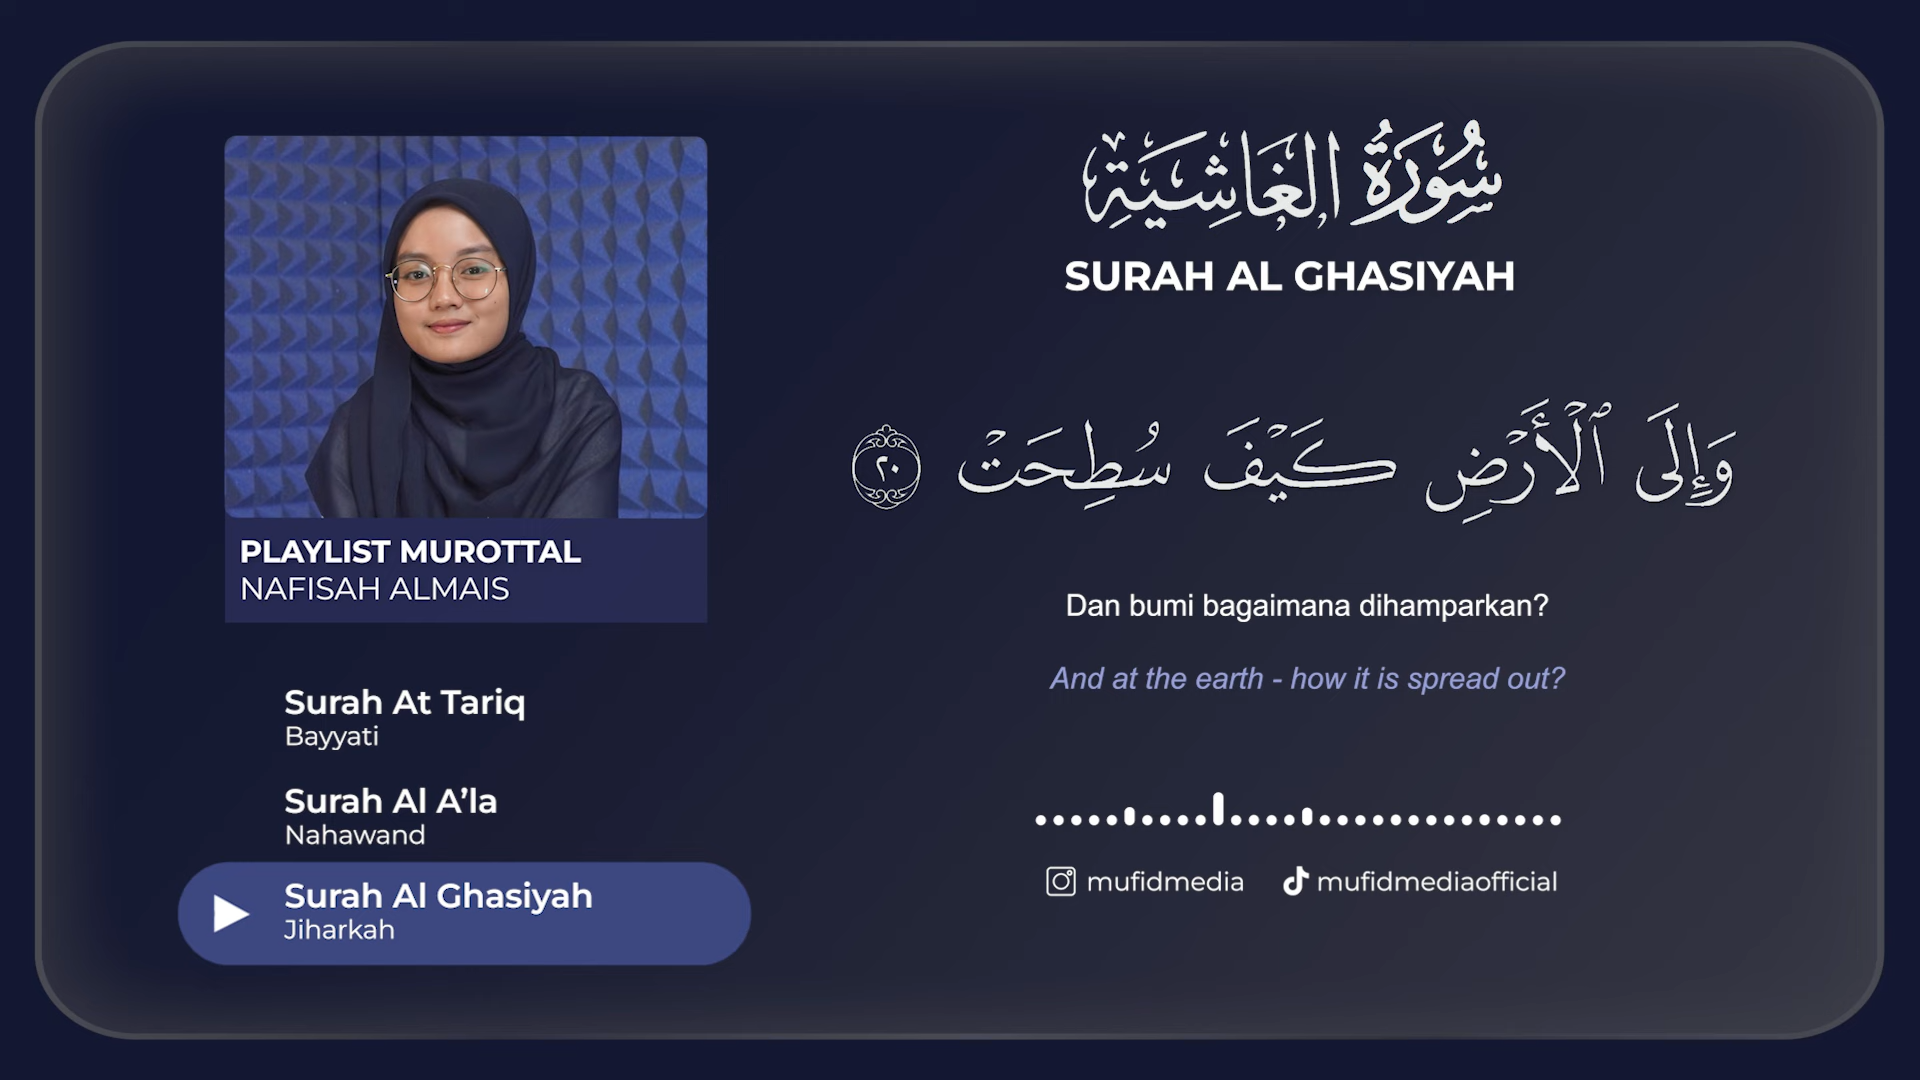 PLAYLIST MUROTTAL
NAFISAH ALMAIS
Surah At Tariq
Bayyati
Surah Al A’la
Nahawand
Surah Al Ghasiyah
Jiharkah
سُورَةُ الغَاشِيَةِ
SURAH AL GHASIYAH
وَإِلَى ٱلْأَرْضِ كَيْفَ سُطِحَتْ ٢٠
Dan bumi bagaimana dihamparkan?
And at the earth - how it is spread out?
mufidmedia mufidmediaofficial